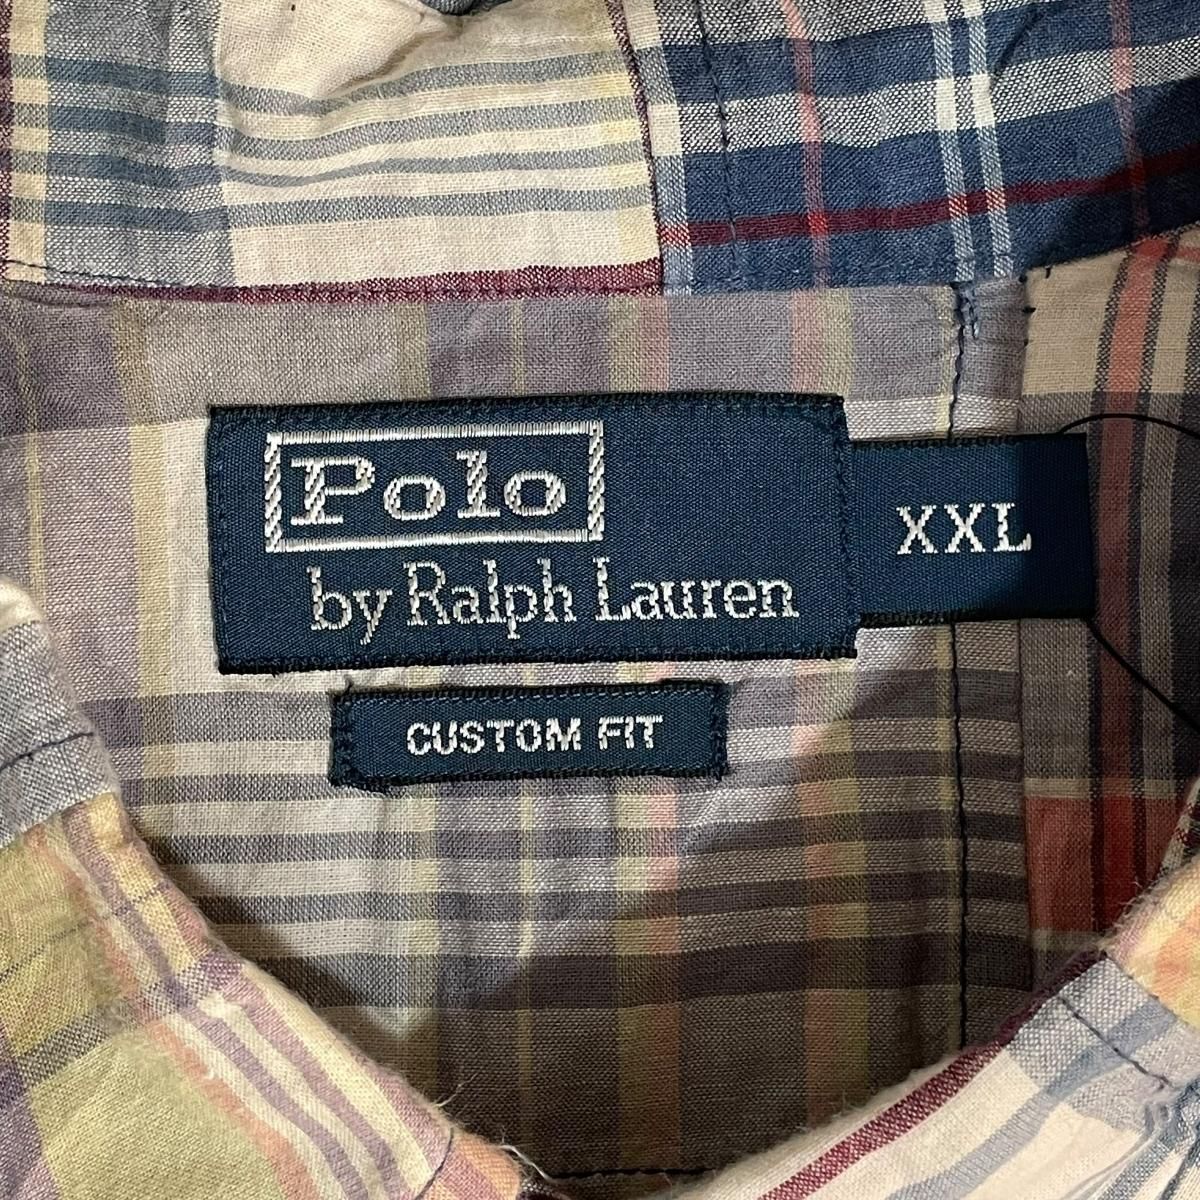 Polo
by Ralph Lauren
XXL
CUSTOM FIT